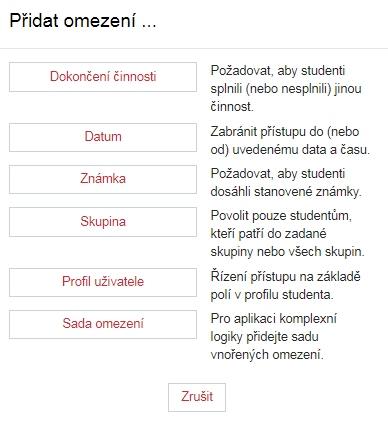 Přidat omezení ...
Dokončení činnosti
Požadovat, aby studenti
splnili (nebo nesplnili) jinou
činnost.
Datum
Zabránit přístupu do (nebo
od) uvedenému data a času.
Známka
Požadovat, aby studenti
dosáhli stanovené známky.
Skupina
Povolit pouze studentům,
kteří patří do zadané
skupiny nebo všech skupin.
Profil uživatele
Řízení přístupu na základě
polí v profilu studenta.
Sada omezení
Pro aplikaci komplexní
logiky přidejte sadu
vnořených omezení.
Zrušit